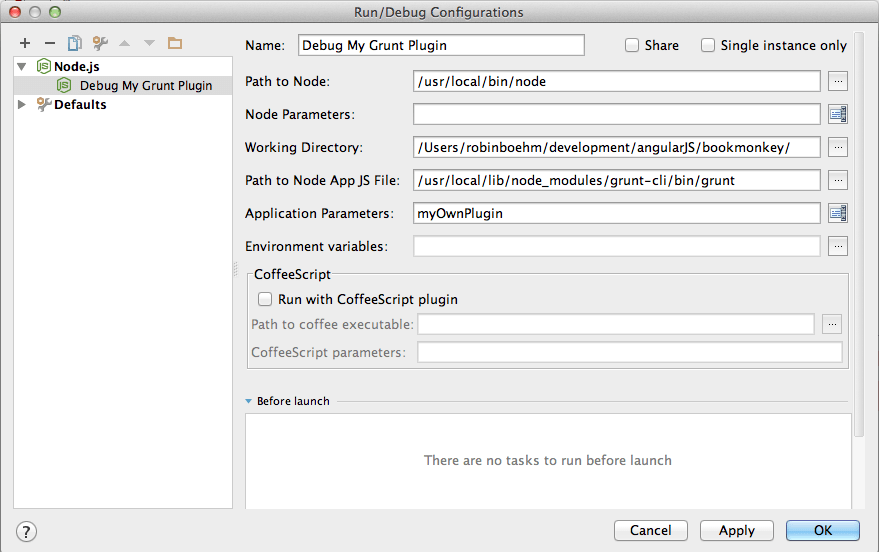 Run/Debug Configurations
Name: Debug My Grunt Plugin Share Single instance only
Node.js
Debug My Grunt Plugin
Defaults
Path to Node: /usr/local/bin/node ...
Node Parameters:
Working Directory: /Users/robinboehm/development/angularJS/bookmonkey/ ...
Path to Node App JS File: /usr/local/lib/node_modules/grunt-cli/bin/grunt ...
Application Parameters: myOwnPlugin
Environment variables: ...
CoffeeScript
Run with CoffeeScript plugin
Path to coffee executable: ...
CoffeeScript parameters:
Before launch
There are no tasks to run before launch
? Cancel Apply OK